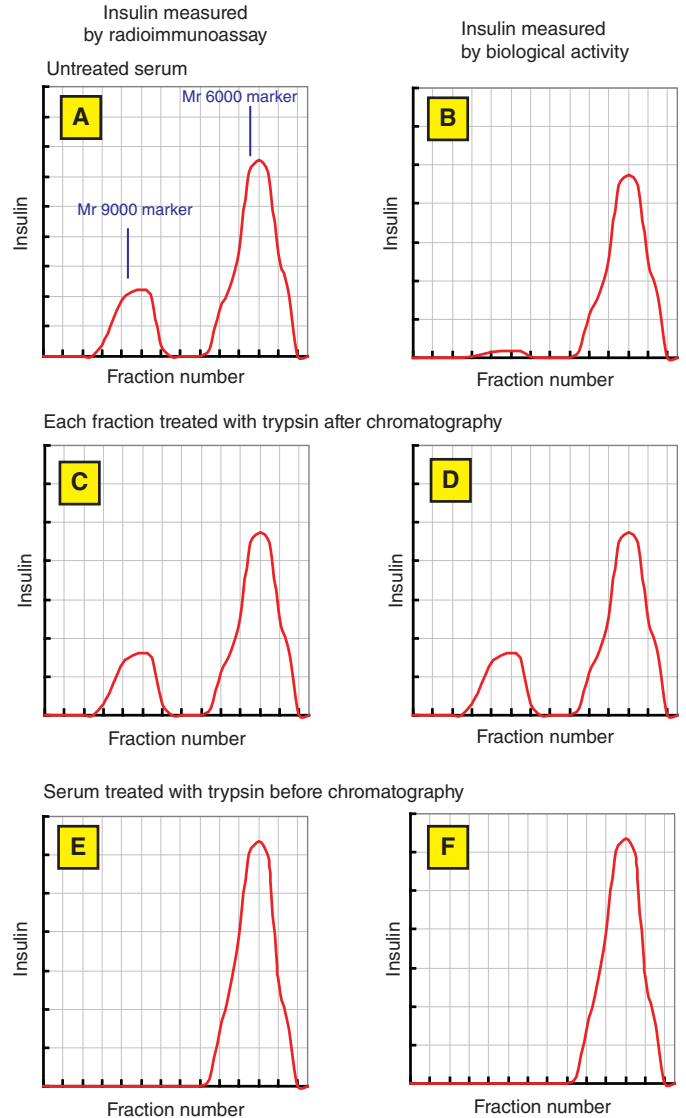 Insulin measured
by radioimmunoassay
Insulin measured
by biological activity
Untreated serum
A
Mr 6000 marker
Mr 9000 marker
Insulin
Fraction number
B
Insulin
Fraction number
Each fraction treated with trypsin after chromatography
C
Insulin
Fraction number
D
Insulin
Fraction number
Serum treated with trypsin before chromatography
E
Insulin
Fraction number
F
Insulin
Fraction number